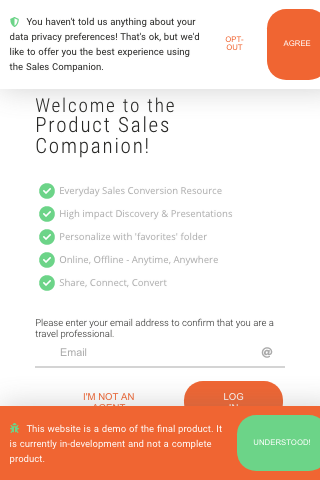 You haven't told us anything about your
data privacy preferences! That's ok, but we'd
like to offer you the best experience using
the Sales Companion.
OPT-
OUT
AGREE
Welcome to the
Product Sales
Companion!
Everyday Sales Conversion Resource
High impact Discovery & Presentations
Personalize with 'favorites' folder
Online, Offline - Anytime, Anywhere
Share, Connect, Convert
Please enter your email address to confirm that you are a
travel professional.
Email
@
I'M NOT AN
AGENT
LOG
IN
This website is a demo of the final product. It
is currently in-development and not a complete
product.
UNDERSTOOD!